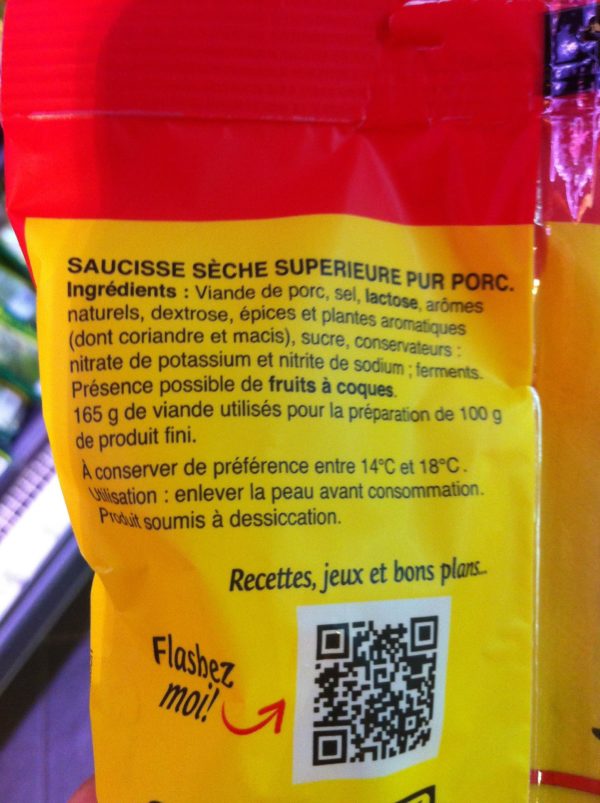 SAUCISSE SÈCHE SUPERIEURE PUR PORC.
Ingrédients : Viande de porc, sel, lactose, arômes
naturels, dextrose, épices et plantes aromatiques
(dont coriandre et macis), sucre, conservateurs :
nitrate de potassium et nitrite de sodium ; ferments.
Présence possible de fruits à coques.
165 g de viande utilisés pour la préparation de 100 g
de produit fini.
À conserver de préférence entre 14°C et 18°C.
Utilisation : enlever la peau avant consommation.
Produit soumis à dessiccation.
Recettes, jeux et bons plans...
Flashez
moi!